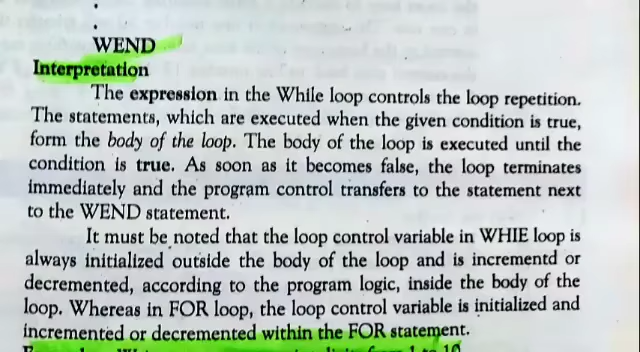 WEND
Interpretation
The expression in the While loop controls the loop repetition.
The statements, which are executed when the given condition is true,
form the body of the loop. The body of the loop is executed until the
condition is true. As soon as it becomes false, the loop terminates
immediately and the program control transfers to the statement next
to the WEND statement.
It must be noted that the loop control variable in WHIE loop is
always initialized outside the body of the loop and is incrementd or
decremented, according to the program logic, inside the body of the
loop. Whereas in FOR loop, the loop control variable is initialized and
incremented or decremented within the FOR statement.
from 1 to 10